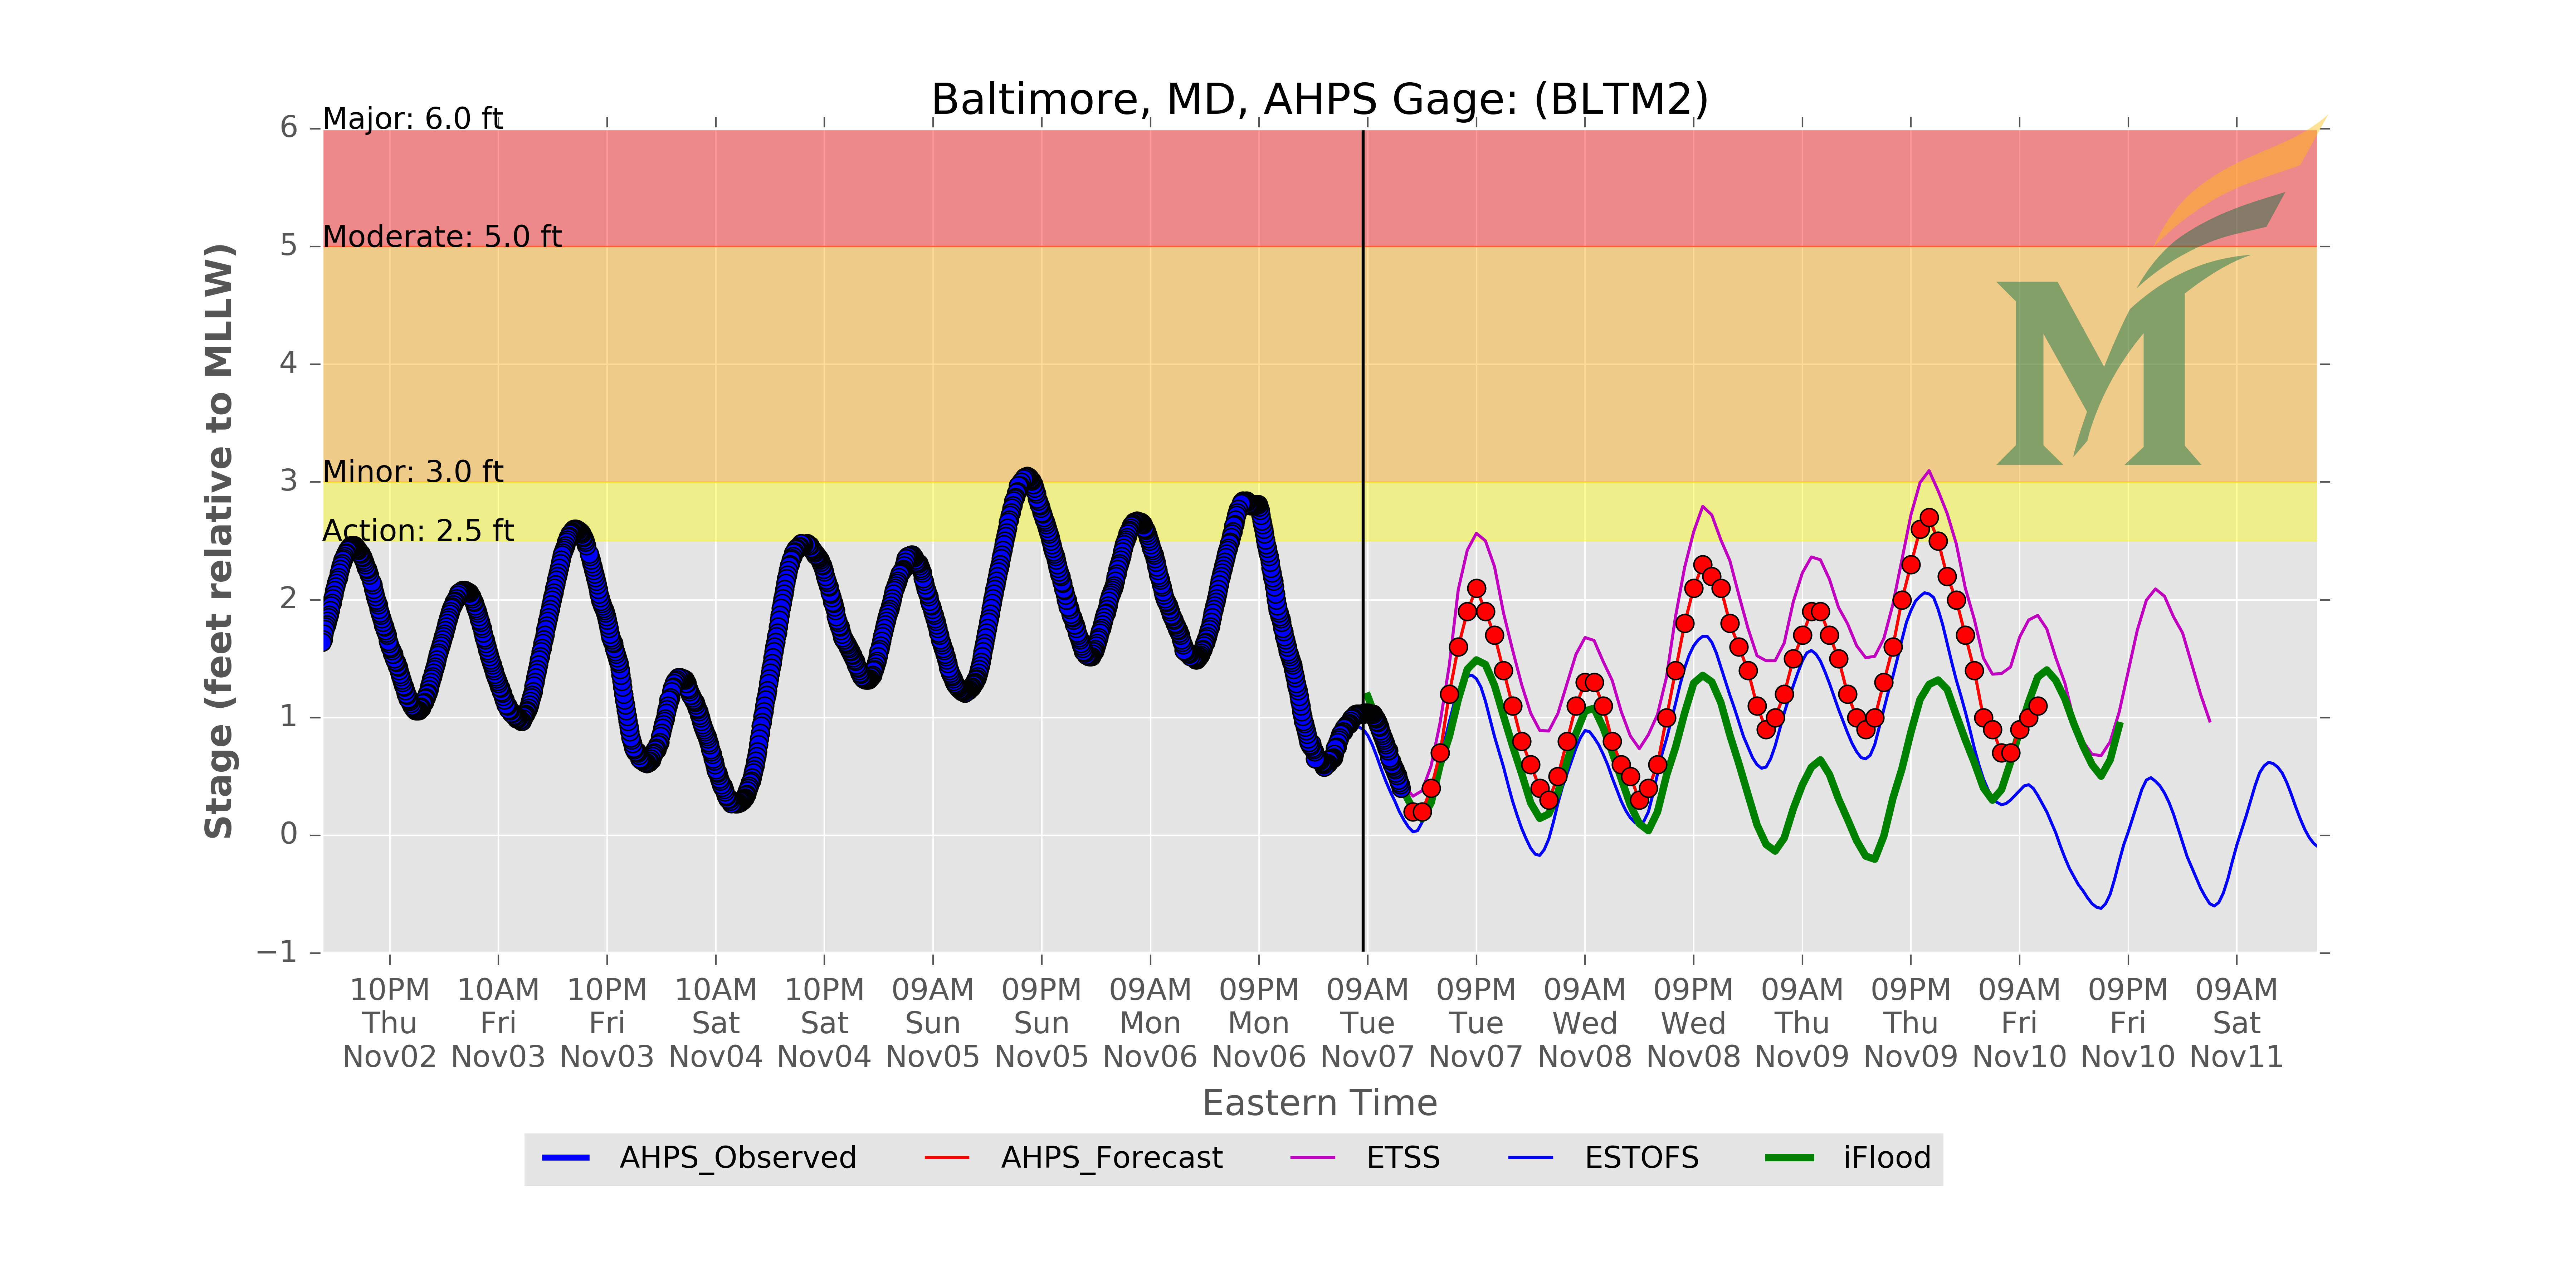 Baltimore, MD, AHPS Gage: (BLTM2)
Major: 6.0 ft
Moderate: 5.0 ft
Minor: 3.0 ft
Action: 2.5 ft
Stage (feet relative to MLLW)
6
5
4
3
2
1
0
−1
10PM 10AM 10PM 10AM 10PM 09AM 09PM 09AM 09PM 09AM 09PM 09AM 09PM 09AM 09PM 09AM 09PM 09AM
Thu Fri Fri Sat Sat Sun Sun Mon Mon Tue Tue Wed Wed Thu Thu Fri Fri Sat
Nov02 Nov03 Nov03 Nov04 Nov04 Nov05 Nov05 Nov06 Nov06 Nov07 Nov07 Nov08 Nov08 Nov09 Nov09 Nov10 Nov10 Nov11
Eastern Time
AHPS_Observed AHPS_Forecast ETSS ESTOFS iFlood